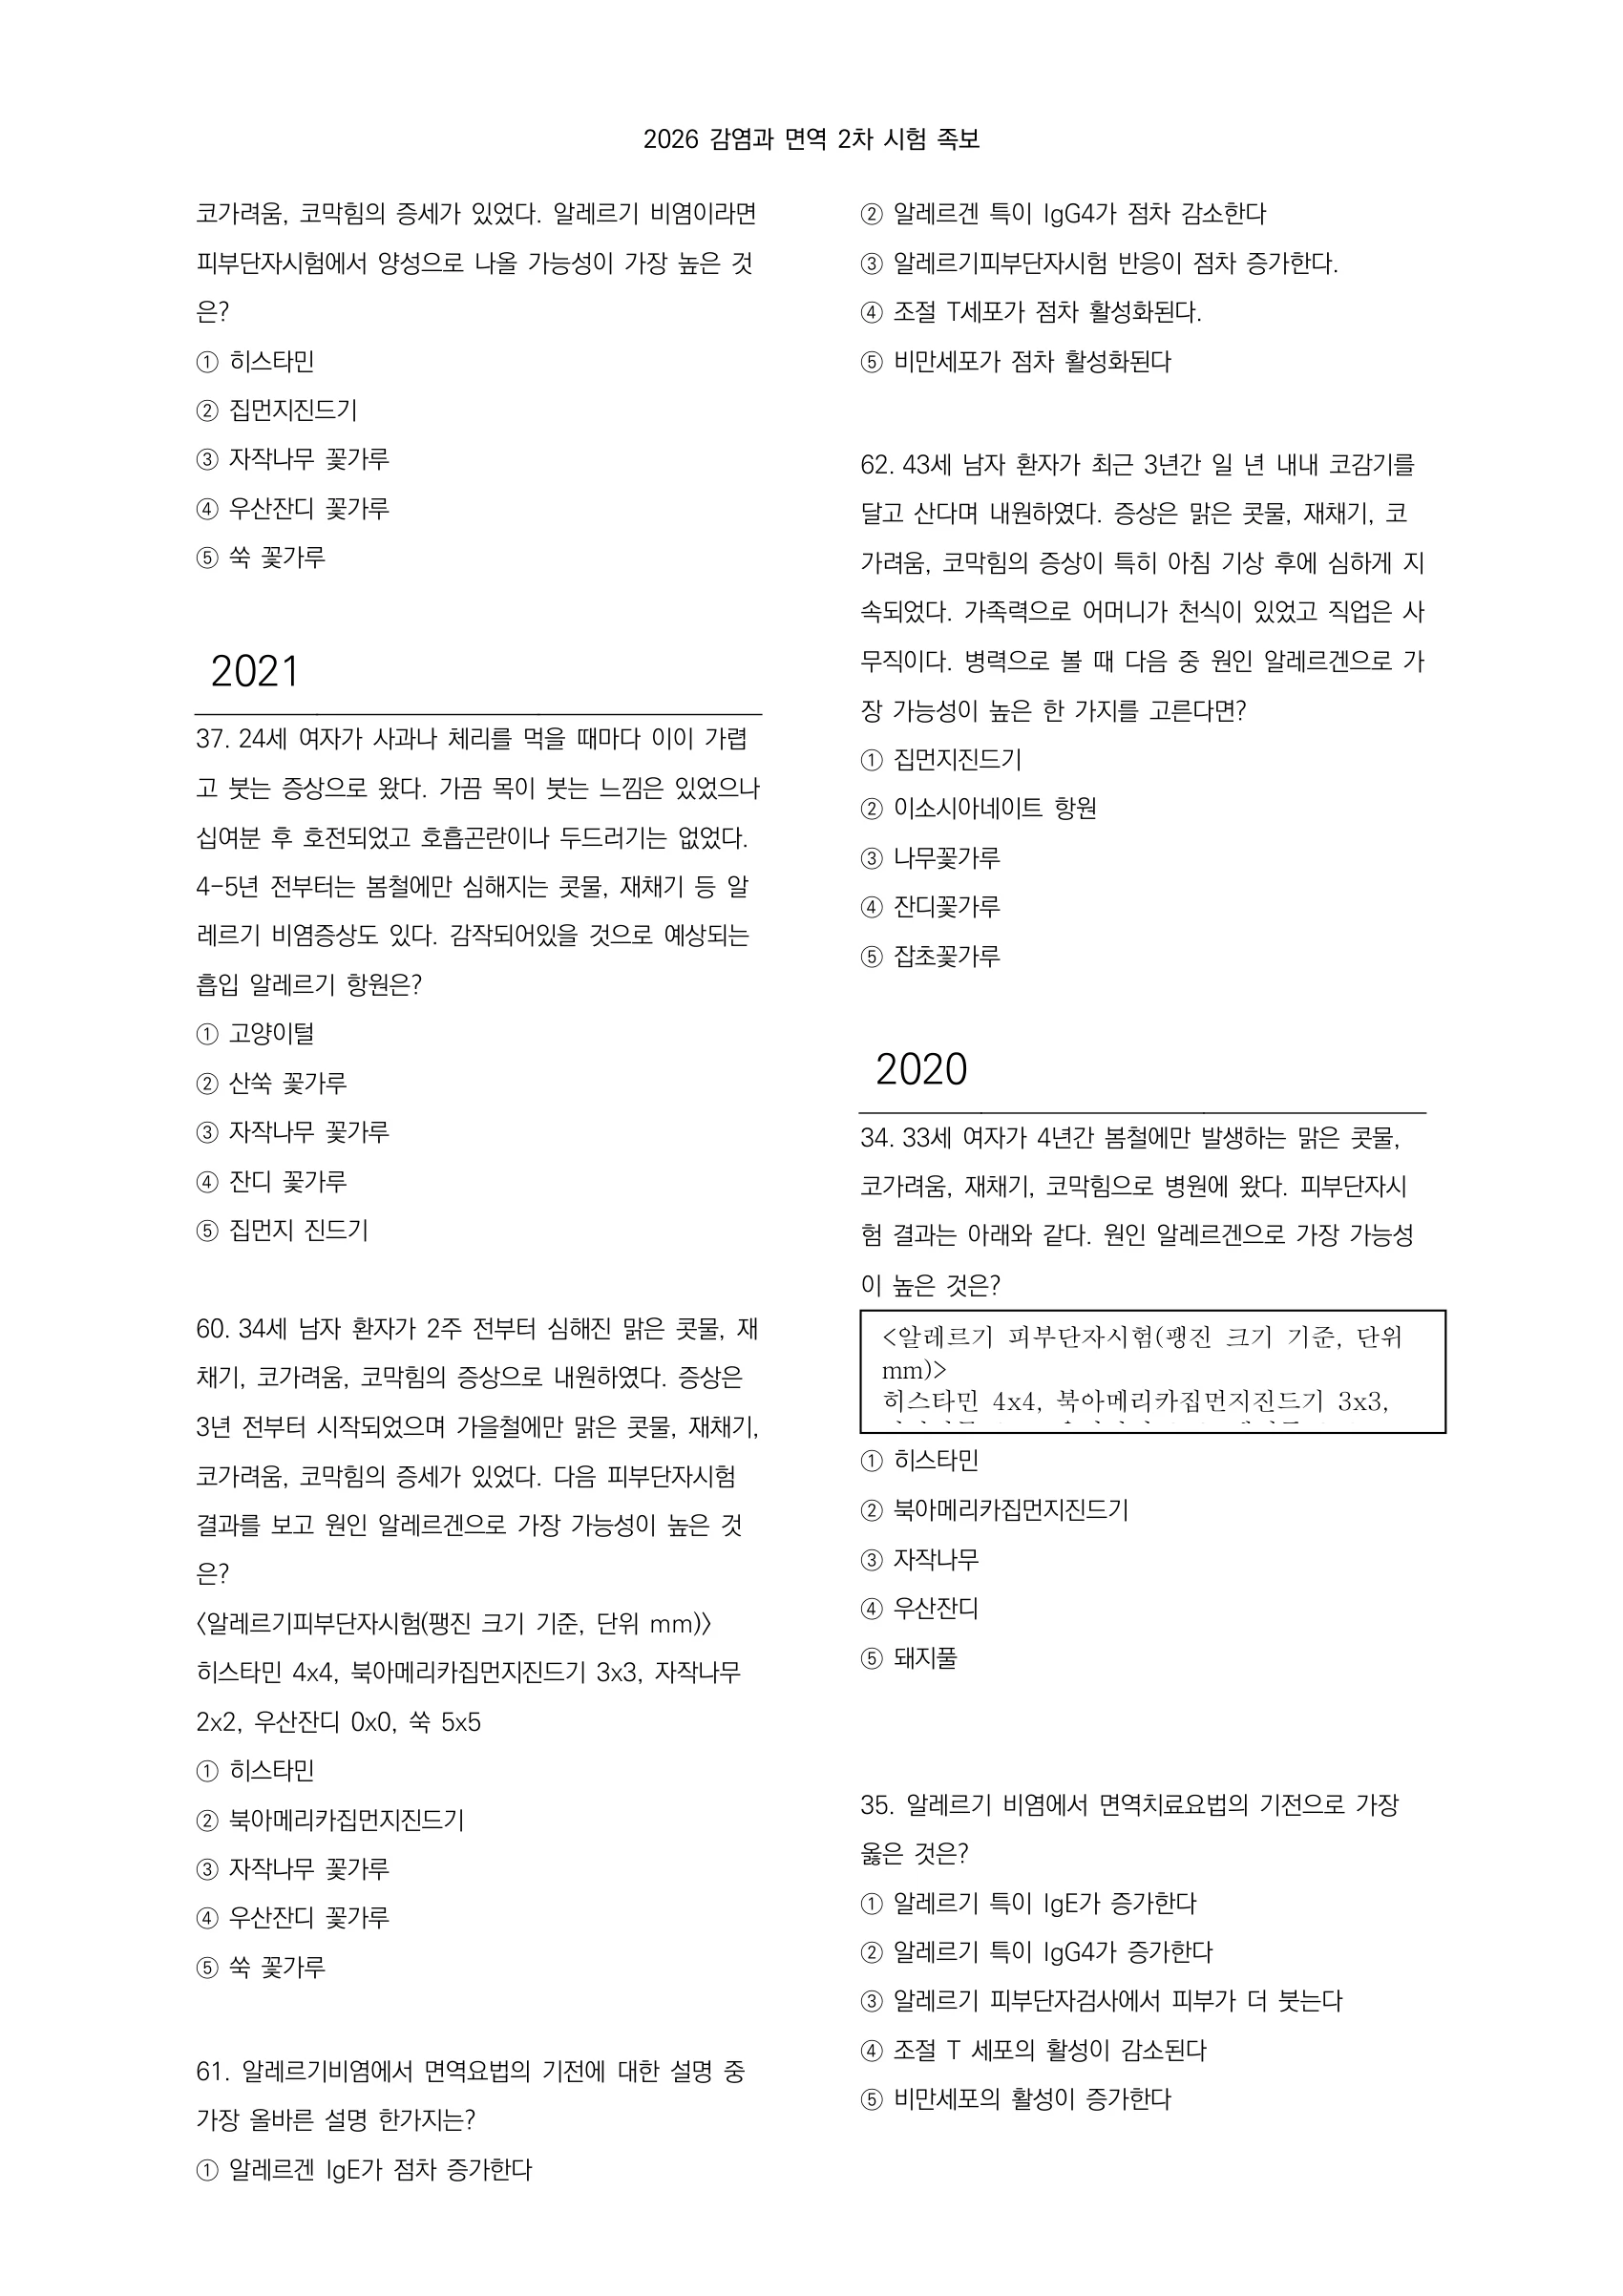 2026 감염과 면역 2차 시험 족보
코가려움, 코막힘의 증세가 있었다. 알레르기 비염이라면
피부단자시험에서 양성으로 나올 가능성이 가장 높은 것
은?
① 히스타민
② 집먼지진드기
③ 자작나무 꽃가루
④ 우산잔디 꽃가루
⑤ 쑥 꽃가루
2021
37. 24세 여자가 사과나 체리를 먹을 때마다 이이 가렵
고 붓는 증상으로 왔다. 가끔 목이 붓는 느낌은 있었으나
십여분 후 호전되었고 호흡곤란이나 두드러기는 없었다.
4-5년 전부터는 봄철에만 심해지는 콧물, 재채기 등 알
레르기 비염증상도 있다. 감작되어있을 것으로 예상되는
흡입 알레르기 항원은?
① 고양이털
② 산쑥 꽃가루
③ 자작나무 꽃가루
④ 잔디 꽃가루
⑤ 집먼지 진드기
60. 34세 남자 환자가 2주 전부터 심해진 맑은 콧물, 재
채기, 코가려움, 코막힘의 증상으로 내원하였다. 증상은
3년 전부터 시작되었으며 가을철에만 맑은 콧물, 재채기,
코가려움, 코막힘의 증세가 있었다. 다음 피부단자시험
결과를 보고 원인 알레르겐으로 가장 가능성이 높은 것
은?
<알레르기피부단자시험(팽진 크기 기준, 단위 mm)>
히스타민 4x4, 북아메리카집먼지진드기 3x3, 자작나무
2x2, 우산잔디 0x0, 쑥 5x5
① 히스타민
② 북아메리카집먼지진드기
③ 자작나무 꽃가루
④ 우산잔디 꽃가루
⑤ 쑥 꽃가루
61. 알레르기비염에서 면역요법의 기전에 대한 설명 중
가장 올바른 설명 한가지는?
① 알레르겐 IgE가 점차 증가한다
② 알레르겐 특이 IgG4가 점차 감소한다
③ 알레르기피부단자시험 반응이 점차 증가한다.
④ 조절 T세포가 점차 활성화된다.
⑤ 비만세포가 점차 활성화된다
62. 43세 남자 환자가 최근 3년간 일 년 내내 코감기를
달고 산다며 내원하였다. 증상은 맑은 콧물, 재채기, 코
가려움, 코막힘의 증상이 특히 아침 기상 후에 심하게 지
속되었다. 가족력으로 어머니가 천식이 있었고 직업은 사
무직이다. 병력으로 볼 때 다음 중 원인 알레르겐으로 가
장 가능성이 높은 한 가지를 고른다면?
① 집먼지진드기
② 이소시아네이트 항원
③ 나무꽃가루
④ 잔디꽃가루
⑤ 잡초꽃가루
2020
34. 33세 여자가 4년간 봄철에만 발생하는 맑은 콧물,
코가려움, 재채기, 코막힘으로 병원에 왔다. 피부단자시
험 결과는 아래와 같다. 원인 알레르겐으로 가장 가능성
이 높은 것은?
<알레르기 피부단자시험(팽진 크기 기준, 단위
mm)>
히스타민 4x4, 북아메리카집먼지진드기 3x3,
① 히스타민
② 북아메리카집먼지진드기
③ 자작나무
④ 우산잔디
⑤ 돼지풀
35. 알레르기 비염에서 면역치료요법의 기전으로 가장
옳은 것은?
① 알레르기 특이 IgE가 증가한다
② 알레르기 특이 IgG4가 증가한다
③ 알레르기 피부단자검사에서 피부가 더 붓는다
④ 조절 T 세포의 활성이 감소된다
⑤ 비만세포의 활성이 증가한다